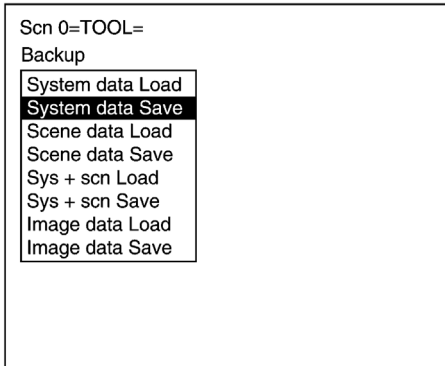 Scn 0=TOOL=
Backup
System data Load
System data Save
Scene data Load
Scene data Save
Sys + scn Load
Sys + scn Save
Image data Load
Image data Save